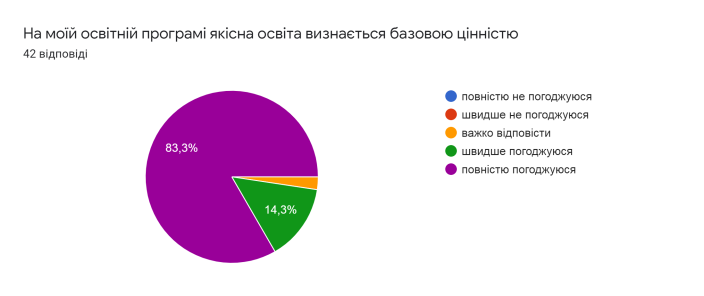 На моїй освітній програмі якісна освіта визнається базовою цінністю
42 відповіді
83,3%
14,3%
повністю не погоджуюся
швидше не погоджуюся
важко відповісти
швидше погоджуюся
повністю погоджуюся